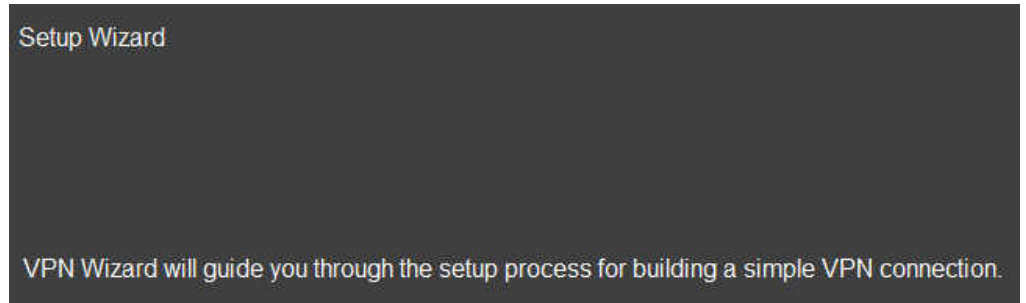 Setup Wizard
VPN Wizard will guide you through the setup process for building a simple VPN connection.